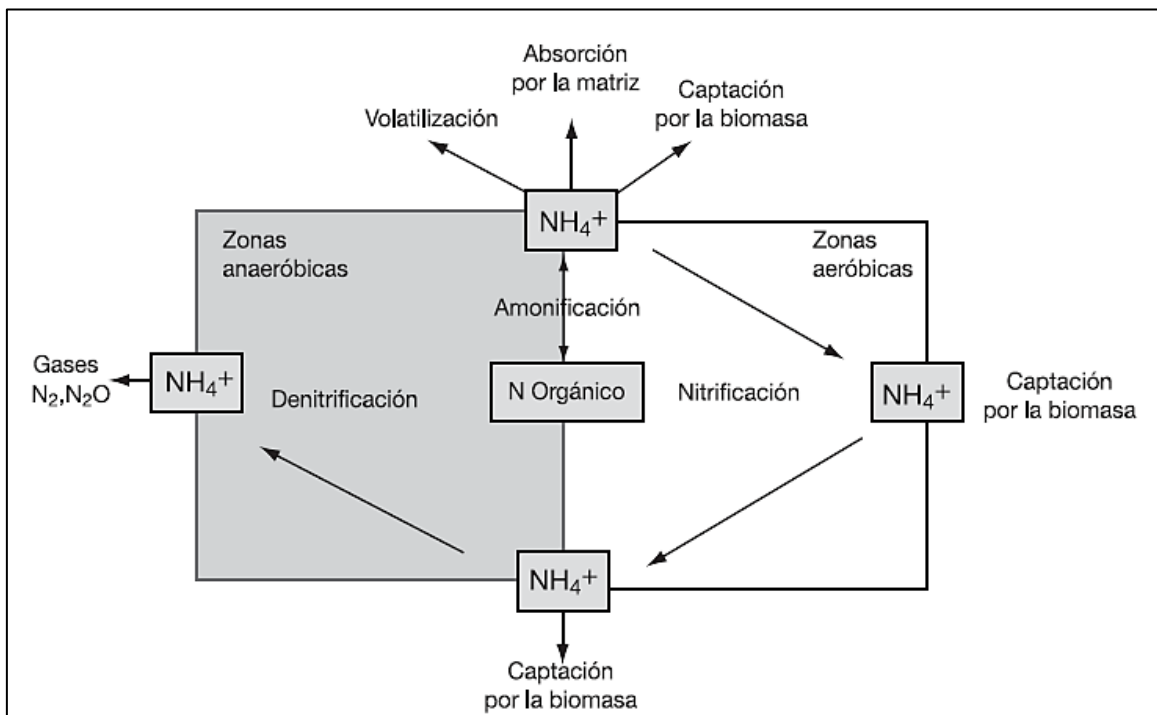 Absorción
por la matriz
Captación
por la biomasa
Volatilización
NH₄⁺
Zonas
anaeróbicas
Zonas
aeróbicas
Amonificación
Gases
N₂,N₂O
NH₄⁺
Denitrificación
N Orgánico
Nitrificación
NH₄⁺
Captación
por la biomasa
NH₄⁺
Captación
por la biomasa